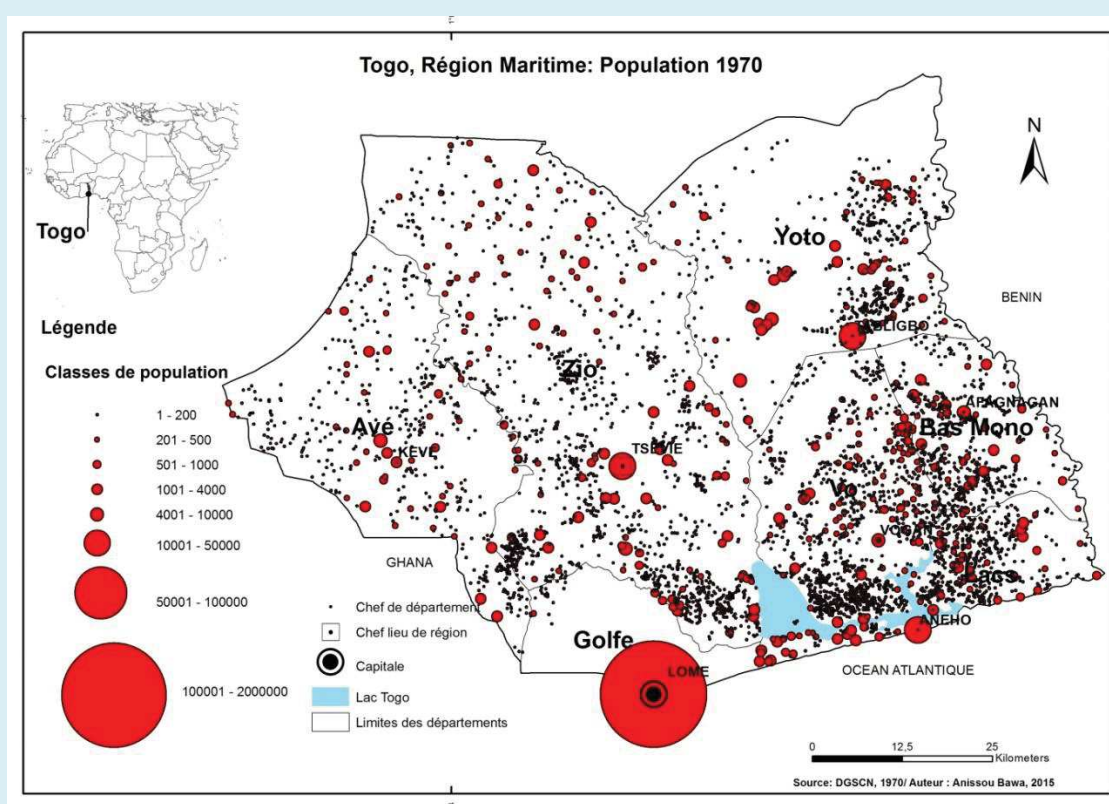 Togo, Région Maritime: Population 1970
N
Togo
Yoto
BENIN
Légende
Classes de population
1 - 200
201 - 500
501 - 1000
1001 - 4000
4001 - 10000
10001 - 50000
50001 - 100000
100001 - 2000000
Zio
Avé
KEVE
TSEVIE
AFAGNAGAN
Bas Mono
Vo
VOGAN
Lacs
ANEHO
GHANA
Golfe
LOME
OCEAN ATLANTIQUE
Chef de département
Chef lieu de région
Capitale
Lac Togo
Limites des départements
0 12,5 25
Kilometers
Source: DGSCN, 1970/ Auteur : Anissou Bawa, 2015